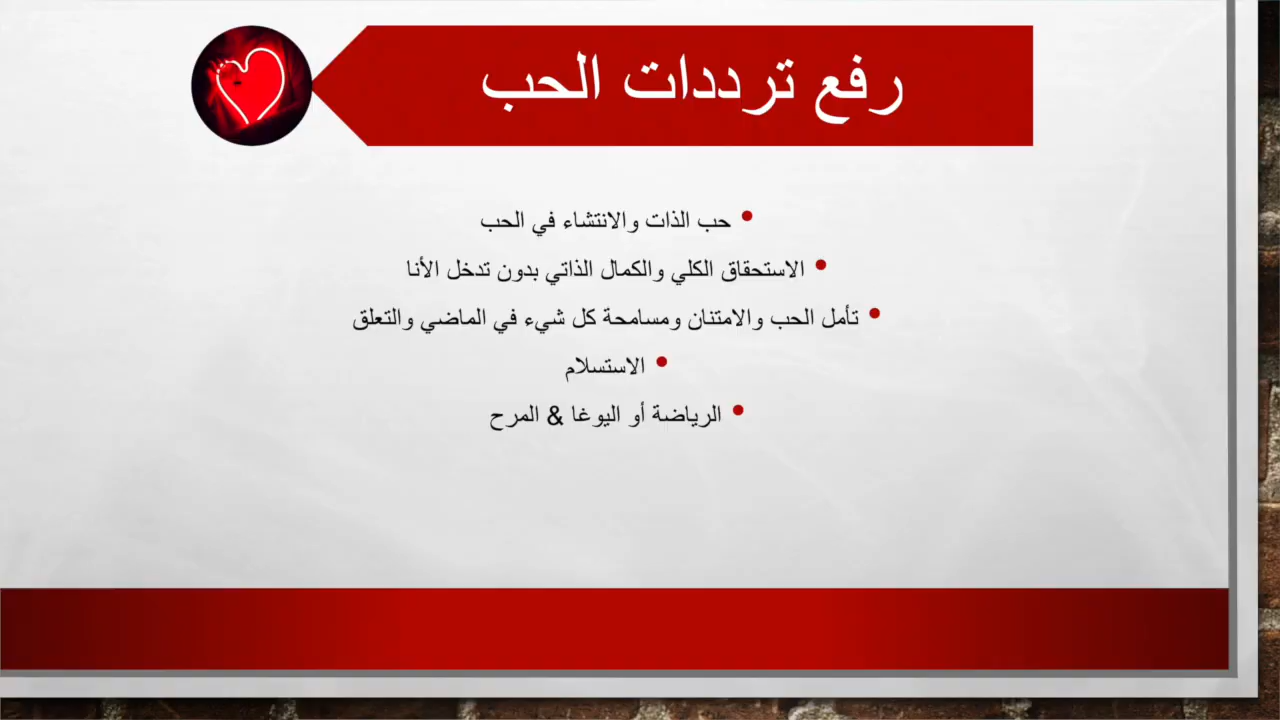 رفع ترددات الحب
• حب الذات والانتشاء في الحب
• الاستحقاق الكلي والكمال الذاتي بدون تدخل الأنا
• تأمل الحب والامتنان ومسامحة كل شيء في الماضي والتعلق
• الاستسلام
• الرياضة أو اليوغا & المرح